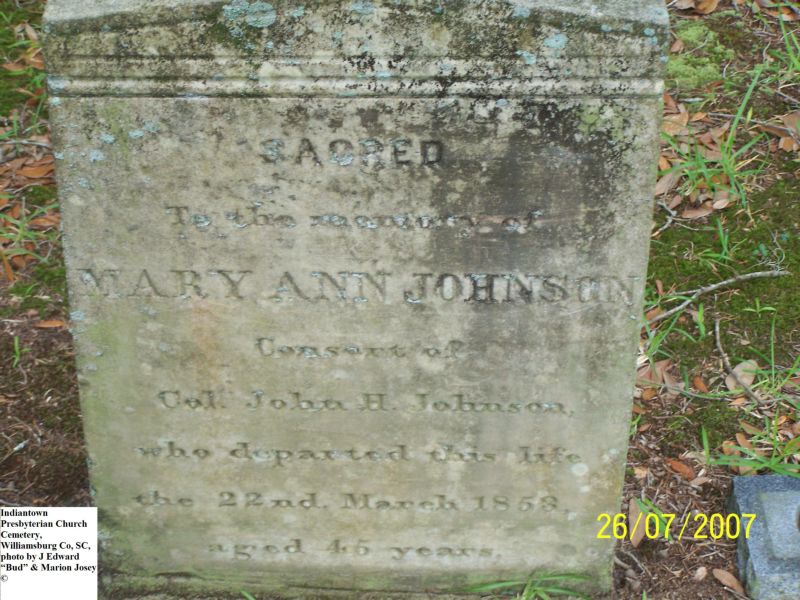 SACRED
To the memory of
MARY ANN JOHNSON
Consort of
Col. John H. Johnson,
who departed this life
the 22nd. March 1853,
aged 45 years.
Indiantown
Presbyterian Church
Cemetery,
Williamsburg Co, SC,
photo by J Edward
“Bud” & Marion Josey
©
26/07/2007